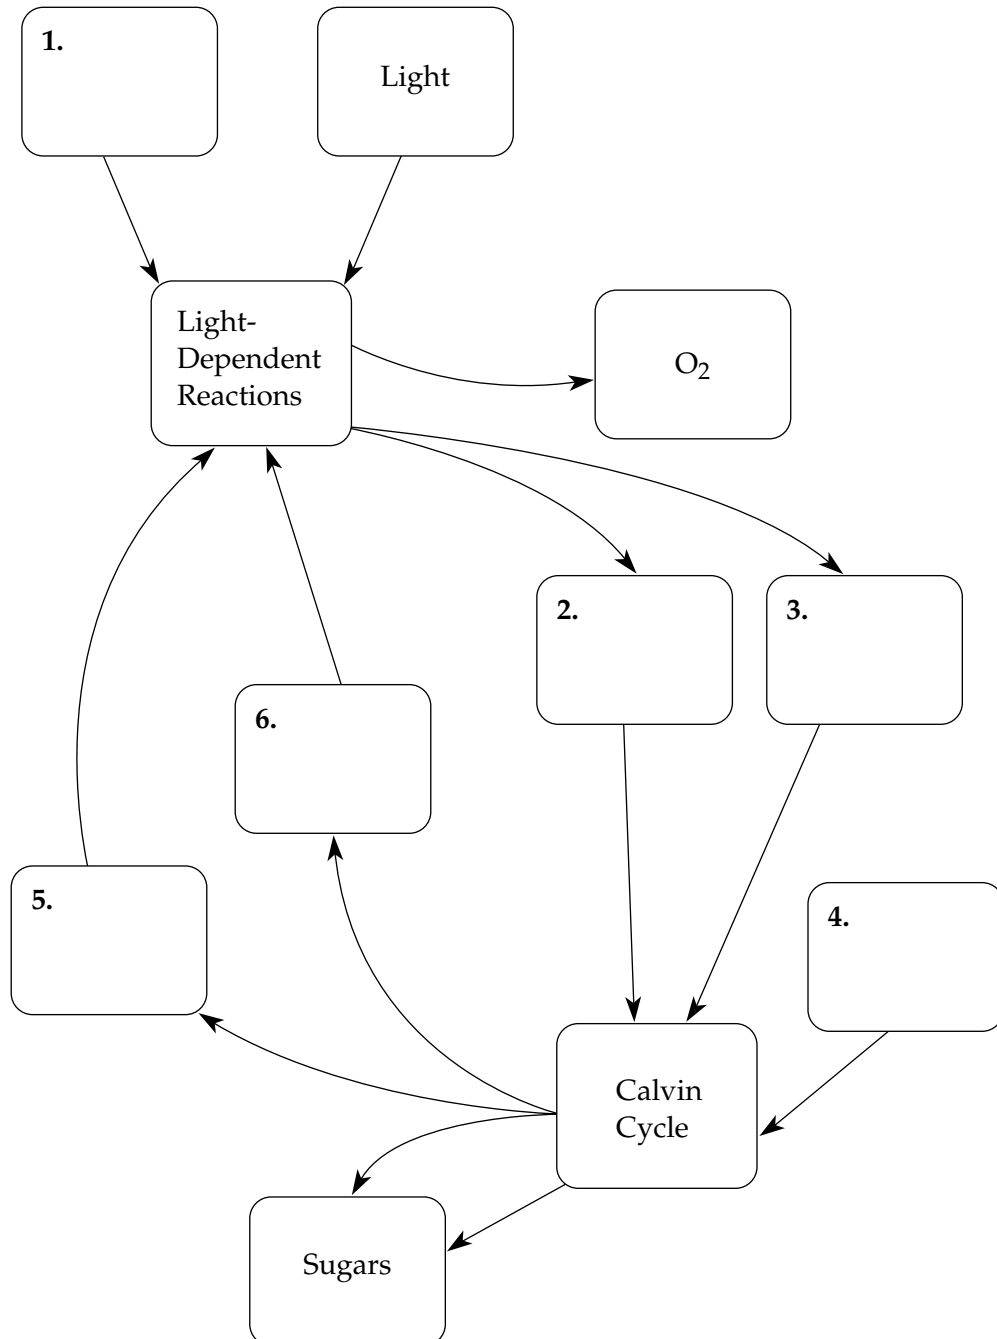 1.
Light
Light-
Dependent
Reactions
O₂
2.
3.
6.
5.
4.
Calvin
Cycle
Sugars